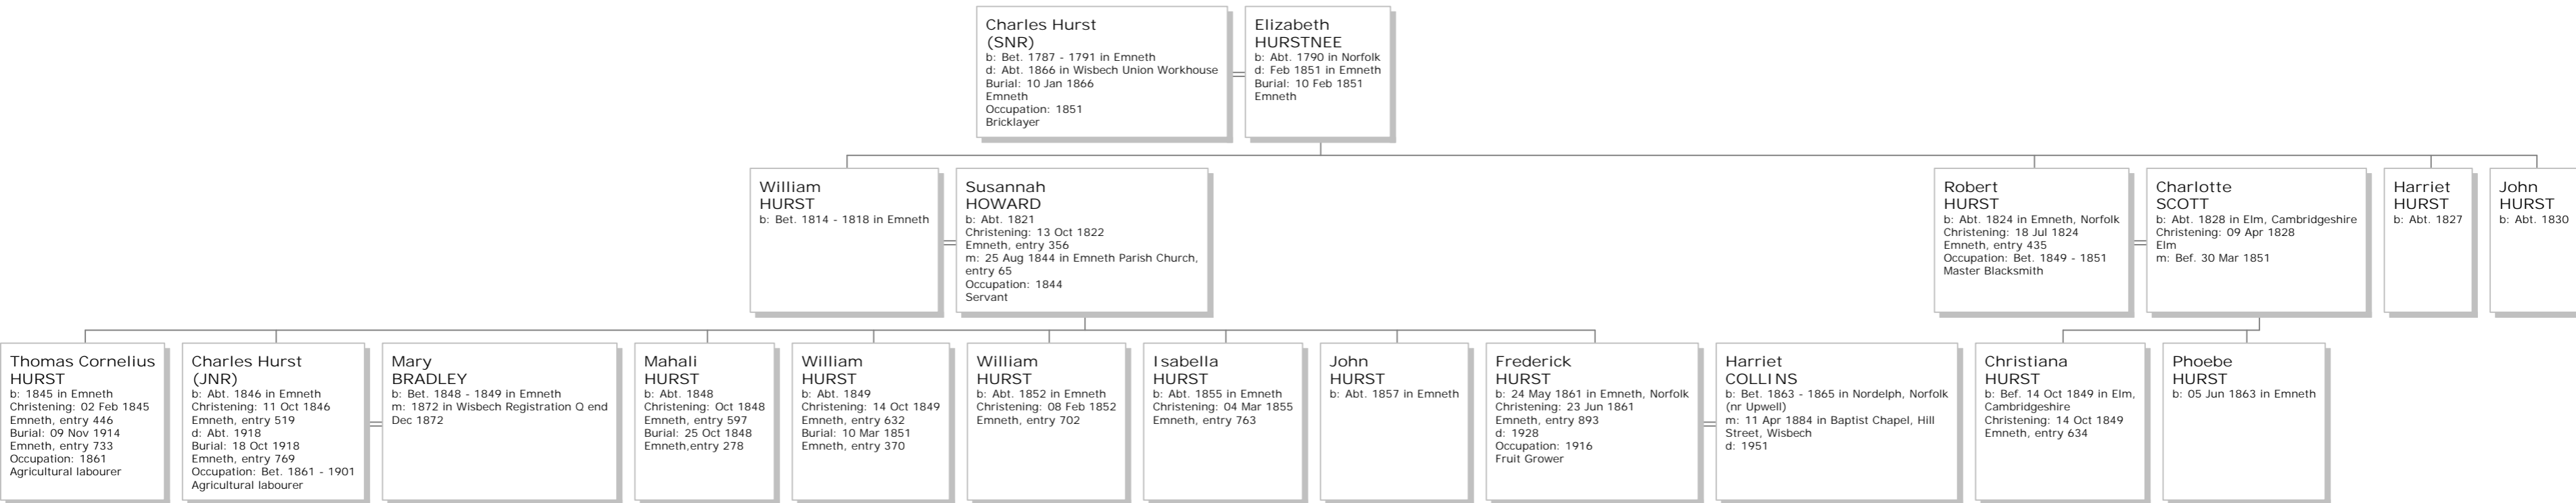 Charles Hurst
(SNR)
b: Bet. 1787 - 1791 in Emneth
d: Abt. 1866 in Wisbech Union Workhouse
Burial: 10 Jan 1866
Emneth
Occupation: 1851
Bricklayer
Elizabeth
HURSTNEE
b: Abt. 1790 in Norfolk
d: Feb 1851 in Emneth
Burial: 10 Feb 1851
Emneth
William
HURST
b: Bet. 1814 - 1818 in Emneth
Susannah
HOWARD
b: Abt. 1821
Christening: 13 Oct 1822
Emneth, entry 356
m: 25 Aug 1844 in Emneth Parish Church,
entry 65
Occupation: 1844
Servant
Robert
HURST
b: Abt. 1824 in Emneth, Norfolk
Christening: 18 Jul 1824
Emneth, entry 435
Occupation: Bet. 1849 - 1851
Master Blacksmith
Charlotte
SCOTT
b: Abt. 1828 in Elm, Cambridgeshire
Christening: 09 Apr 1828
Elm
m: Bef. 30 Mar 1851
Harriet
HURST
b: Abt. 1827
John
HURST
b: Abt. 1830
Thomas Cornelius
HURST
b: 1845 in Emneth
Christening: 02 Feb 1845
Emneth, entry 446
Burial: 09 Nov 1914
Emneth, entry 733
Occupation: 1861
Agricultural labourer
Charles Hurst
(JNR)
b: Abt. 1846 in Emneth
Christening: 11 Oct 1846
Emneth, entry 519
d: Abt. 1918
Burial: 18 Oct 1918
Emneth, entry 769
Occupation: Bet. 1861 - 1901
Agricultural labourer
Mary
BRADLEY
b: Bet. 1848 - 1849 in Emneth
m: 1872 in Wisbech Registration Q end
Dec 1872
Mahali
HURST
b: Abt. 1848
Christening: Oct 1848
Emneth, entry 597
Burial: 25 Oct 1848
Emneth,entry 278
William
HURST
b: Abt. 1849
Christening: 14 Oct 1849
Emneth, entry 632
Burial: 10 Mar 1851
Emneth, entry 370
William
HURST
b: Abt. 1852 in Emneth
Christening: 08 Feb 1852
Emneth, entry 702
Isabella
HURST
b: Abt. 1855 in Emneth
Christening: 04 Mar 1855
Emneth, entry 763
John
HURST
b: Abt. 1857 in Emneth
Frederick
HURST
b: 24 May 1861 in Emneth, Norfolk
Christening: 23 Jun 1861
Emneth, entry 893
d: 1928
Occupation: 1916
Fruit Grower
Harriet
COLLINS
b: Bet. 1863 - 1865 in Nordelph, Norfolk
(nr Upwell)
m: 11 Apr 1884 in Baptist Chapel, Hill
Street, Wisbech
d: 1951
Christiana
HURST
b: Bef. 14 Oct 1849 in Elm,
Cambridgeshire
Christening: 14 Oct 1849
Emneth, entry 634
Phoebe
HURST
b: 05 Jun 1863 in Emneth